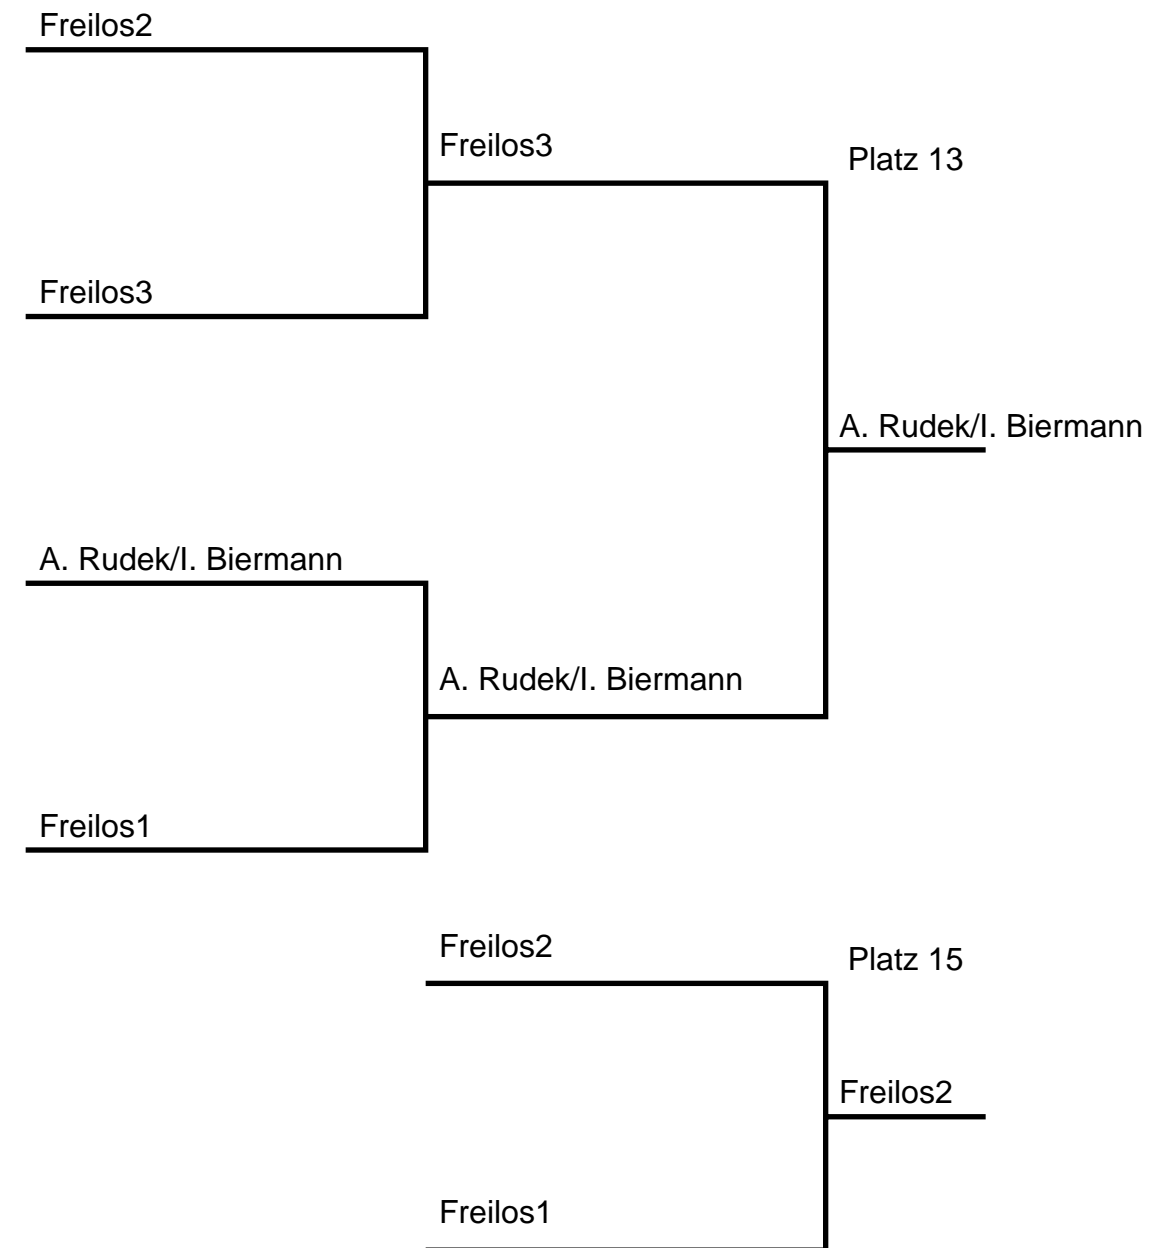 Freilos2
Freilos3
Platz 13
Freilos3
A. Rudek/I. Biermann
A. Rudek/I. Biermann
A. Rudek/I. Biermann
Freilos1
Freilos2
Platz 15
Freilos2
Freilos1